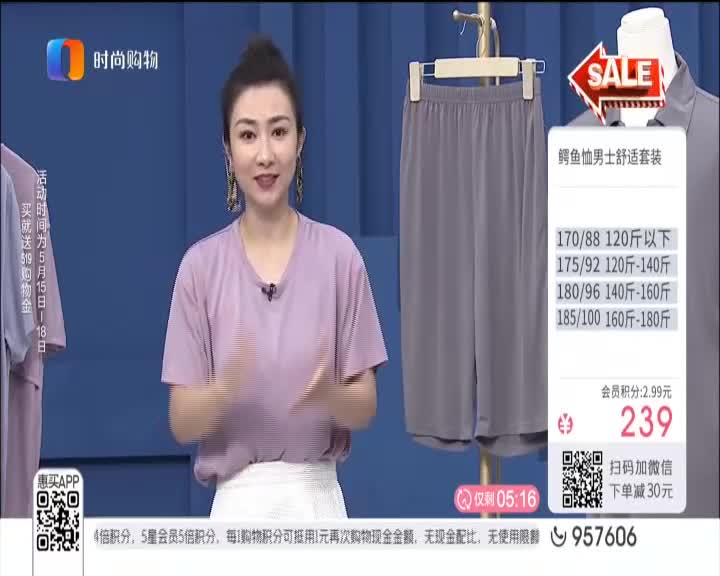 时尚购物
SALE
活动时间为5月15日-18日
买就送619购物金
鳄鱼恤男士舒适套装
170/88 120斤以下
175/92 120斤-140斤
180/96 140斤-160斤
185/100 160斤-180斤
会员积分:2.99元
239
扫码加微信
下单减30元
仅剩 05:16
惠买APP
4倍积分，5星会员5倍积分，每1购物积分可抵用1元再次购物现金金额，无现金配比，无使用限额
957606